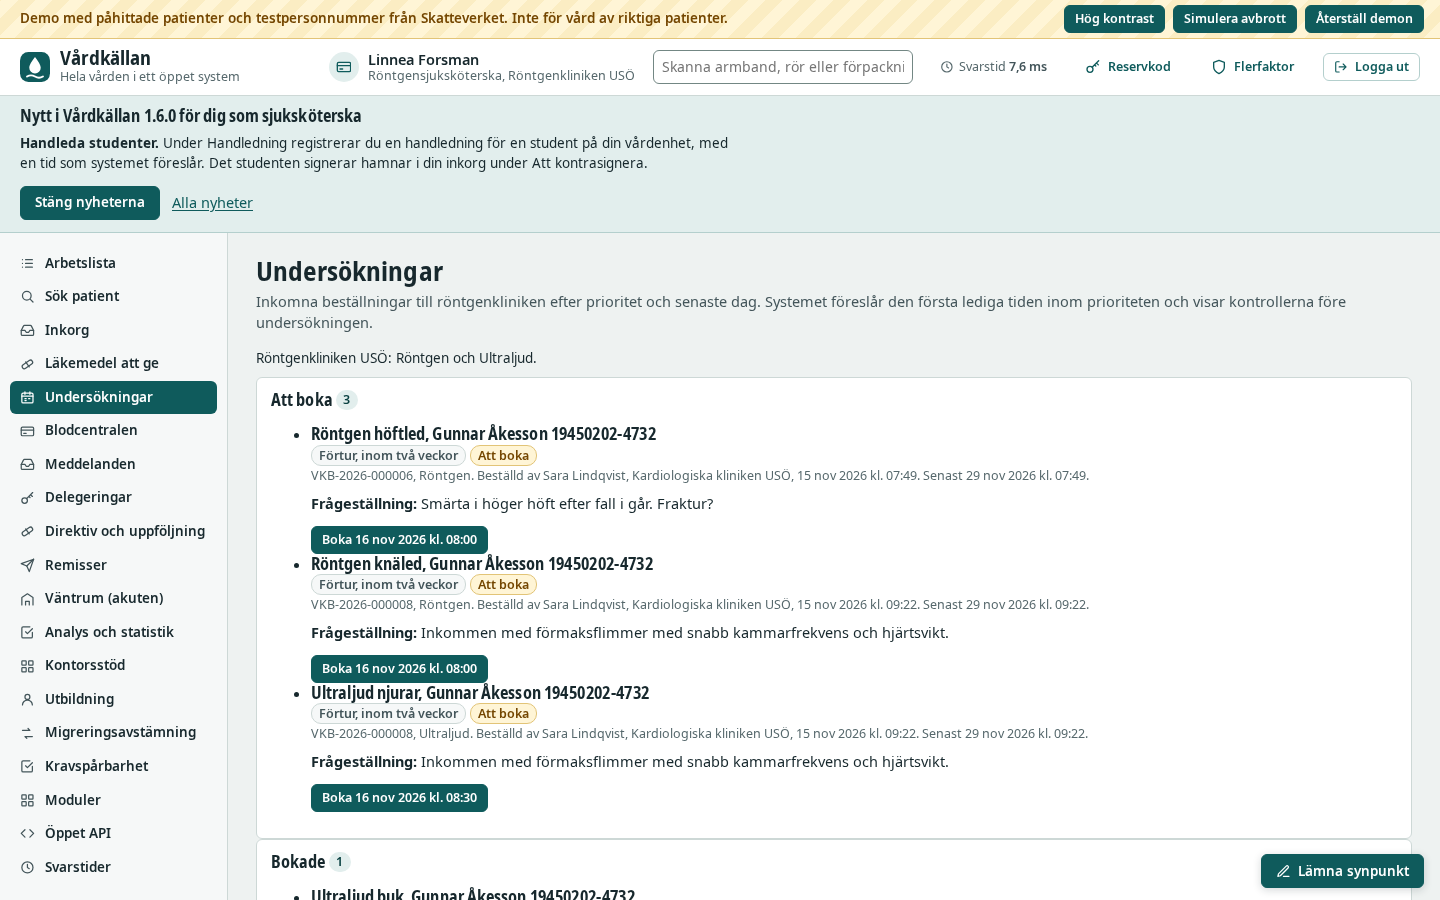 Demo med påhittade patienter och testpersonnummer från Skatteverket. Inte för vård av riktiga patienter.
Hög kontrast
Simulera avbrott
Återställ demon
Vårdkällan
Hela vården i ett öppet system
Linnea Forsman
Röntgensjuksköterska, Röntgenkliniken USÖ
Skanna armband, rör eller förpackni
Svarstid 7,6 ms
Reservkod
Flerfaktor
Logga ut
Nytt i Vårdkällan 1.6.0 för dig som sjuksköterska
Handleda studenter. Under Handledning registrerar du en handledning för en student på din vårdenhet, med
en tid som systemet föreslår. Det studenten signerar hamnar i din inkorg under Att kontrasignera.
Stäng nyheterna
Alla nyheter
Arbetslista
Sök patient
Inkorg
Läkemedel att ge
Undersökningar
Blodcentralen
Meddelanden
Delegeringar
Direktiv och uppföljning
Remisser
Väntrum (akuten)
Analys och statistik
Kontorsstöd
Utbildning
Migreringsavstämning
Kravspårbarhet
Moduler
Öppet API
Svarstider
Undersökningar
Inkomna beställningar till röntgenkliniken efter prioritet och senaste dag. Systemet föreslår den första lediga tiden inom prioriteten och visar kontrollerna före
undersökningen.
Röntgenkliniken USÖ: Röntgen och Ultraljud.
Att boka 3
Röntgen höftled, Gunnar Åkesson 19450202-4732
Förtur, inom två veckor Att boka
VKB-2026-000006, Röntgen. Beställd av Sara Lindqvist, Kardiologiska kliniken USÖ, 15 nov 2026 kl. 07:49. Senast 29 nov 2026 kl. 07:49.
Frågeställning: Smärta i höger höft efter fall i går. Fraktur?
Boka 16 nov 2026 kl. 08:00
Röntgen knäled, Gunnar Åkesson 19450202-4732
Förtur, inom två veckor Att boka
VKB-2026-000008, Röntgen. Beställd av Sara Lindqvist, Kardiologiska kliniken USÖ, 15 nov 2026 kl. 09:22. Senast 29 nov 2026 kl. 09:22.
Frågeställning: Inkommen med förmaksflimmer med snabb kammarfrekvens och hjärtsvikt.
Boka 16 nov 2026 kl. 08:00
Ultraljud njurar, Gunnar Åkesson 19450202-4732
Förtur, inom två veckor Att boka
VKB-2026-000008, Ultraljud. Beställd av Sara Lindqvist, Kardiologiska kliniken USÖ, 15 nov 2026 kl. 09:22. Senast 29 nov 2026 kl. 09:22.
Frågeställning: Inkommen med förmaksflimmer med snabb kammarfrekvens och hjärtsvikt.
Boka 16 nov 2026 kl. 08:30
Bokade 1
Ultraljud buk, Gunnar Åkesson 19450202-4732
Lämna synpunkt